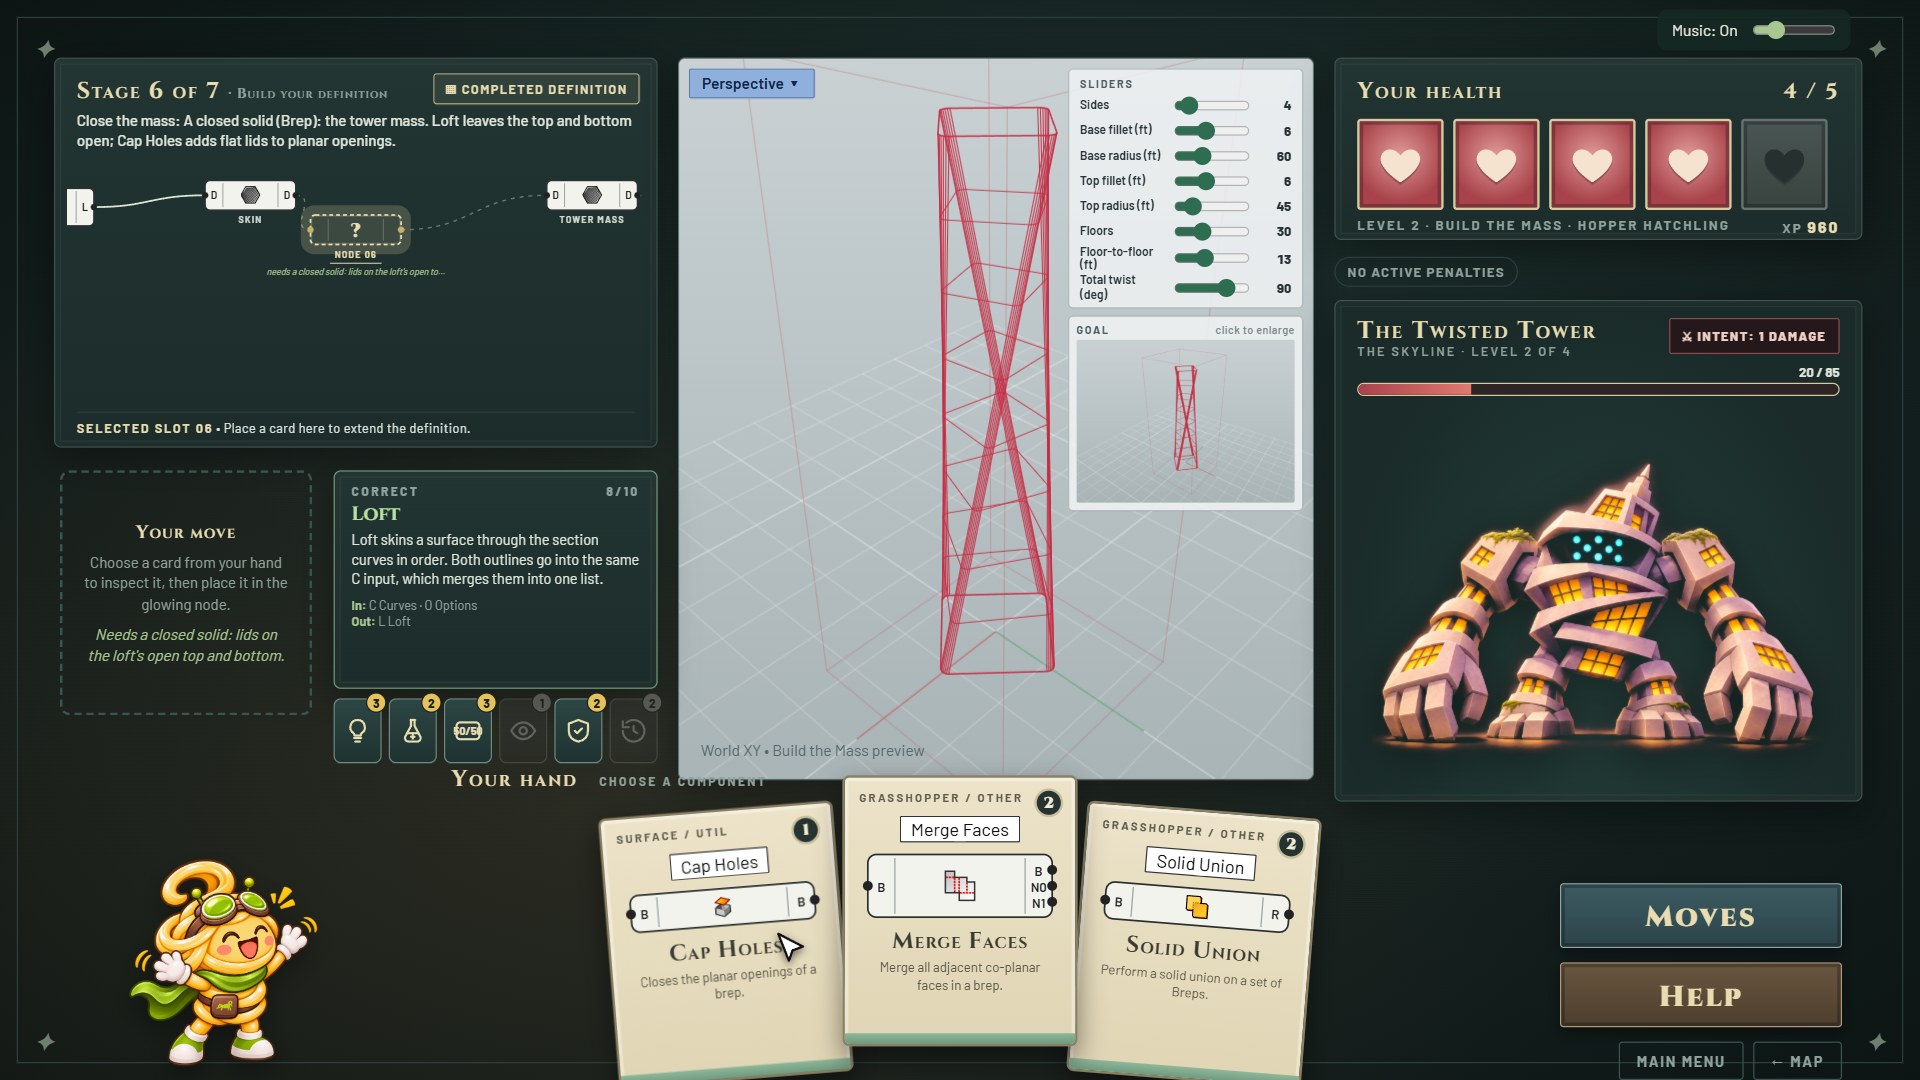 Music: On
STAGE 6 OF 7 · BUILD YOUR DEFINITION
COMPLETED DEFINITION
Close the mass: A closed solid (Brep): the tower mass. Loft leaves the top and bottom
open; Cap Holes adds flat lids to planar openings.
L
D D
SKIN
?
NODE 06
needs a closed solid: lids on the loft's open to...
D D
TOWER MASS
SELECTED SLOT 06 • Place a card here to extend the definition.
YOUR MOVE
Choose a card from your hand
to inspect it, then place it in the
glowing node.
Needs a closed solid: lids on
the loft's open top and bottom.
CORRECT 8/10
LOFT
Loft skins a surface through the section
curves in order. Both outlines go into the same
C input, which merges them into one list.
In: C Curves · O Options
Out: L Loft
3 2 3 1 2 2
50/50
Perspective ▼
SLIDERS
Sides 4
Base fillet (ft) 6
Base radius (ft) 60
Top fillet (ft) 6
Top radius (ft) 45
Floors 30
Floor-to-floor
(ft) 13
Total twist
(deg) 90
GOAL click to enlarge
World XY • Build the Mass preview
YOUR HEALTH 4 / 5
LEVEL 2 · BUILD THE MASS · HOPPER HATCHLING XP 960
NO ACTIVE PENALTIES
THE TWISTED TOWER
THE SKYLINE · LEVEL 2 OF 4
INTENT: 1 DAMAGE
20 / 85
YOUR HAND CHOOSE A COMPONENT
SURFACE / UTIL 1
Cap Holes
B B
CAP HOLES
Closes the planar openings of a
brep.
GRASSHOPPER / OTHER 2
Merge Faces
B B
N0
N1
MERGE FACES
Merge all adjacent co-planar
faces in a brep.
GRASSHOPPER / OTHER 2
Solid Union
B R
SOLID UNION
Perform a solid union on a set of
Breps.
MOVES
HELP
MAIN MENU
← MAP